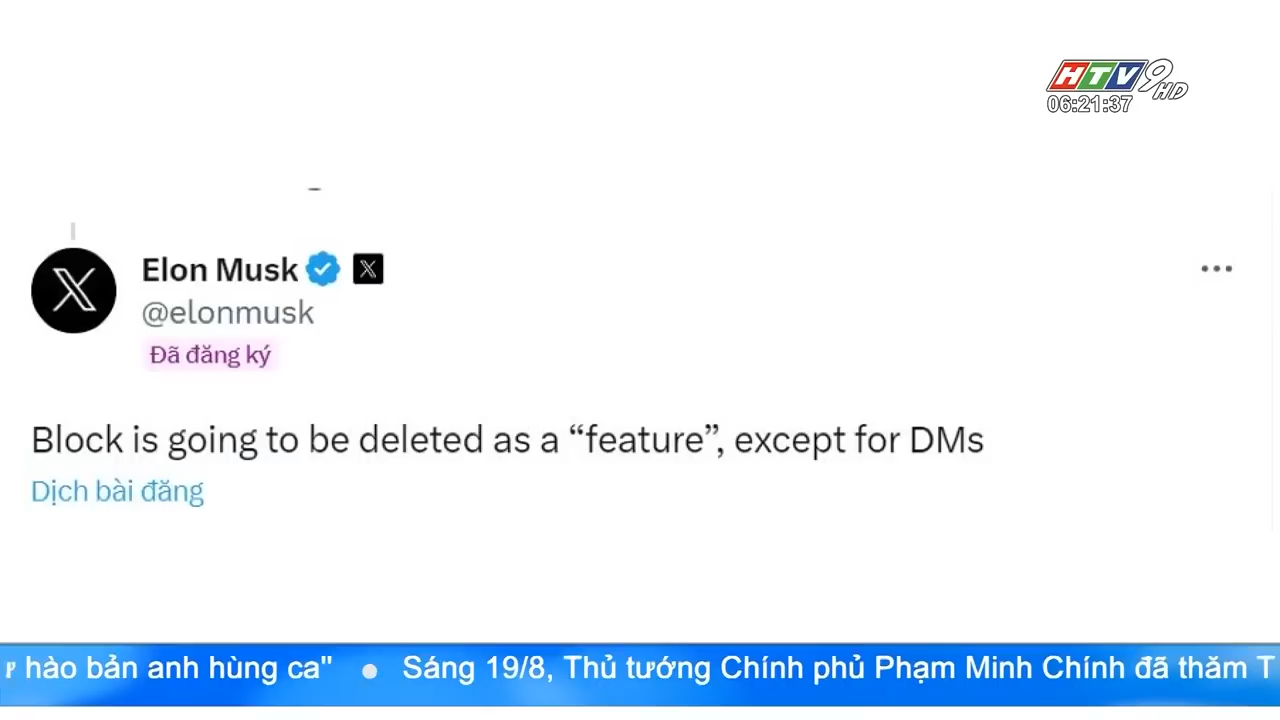 HTV9 HD
06:21:37
Elon Musk
@elonmusk
Đã đăng ký
Block is going to be deleted as a “feature”, except for DMs
Dịch bài đăng
hào bản anh hùng ca" ● Sáng 19/8, Thủ tướng Chính phủ Phạm Minh Chính đã thăm T